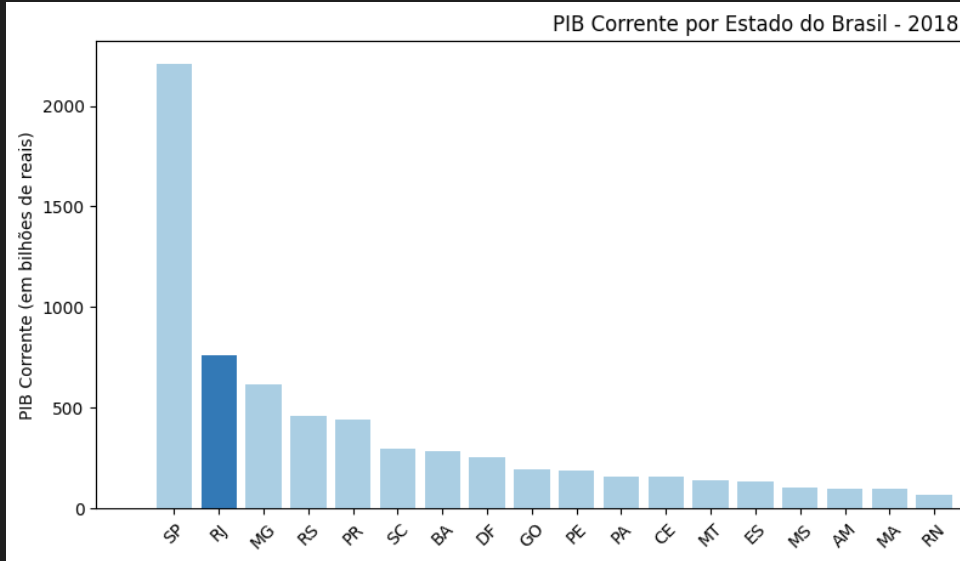 PIB Corrente por Estado do Brasil - 2018
PIB Corrente (em bilhões de reais)
2000
1500
1000
500
0
SP RJ MG RS PR SC BA DF GO PE PA CE MT ES MS AM MA RN